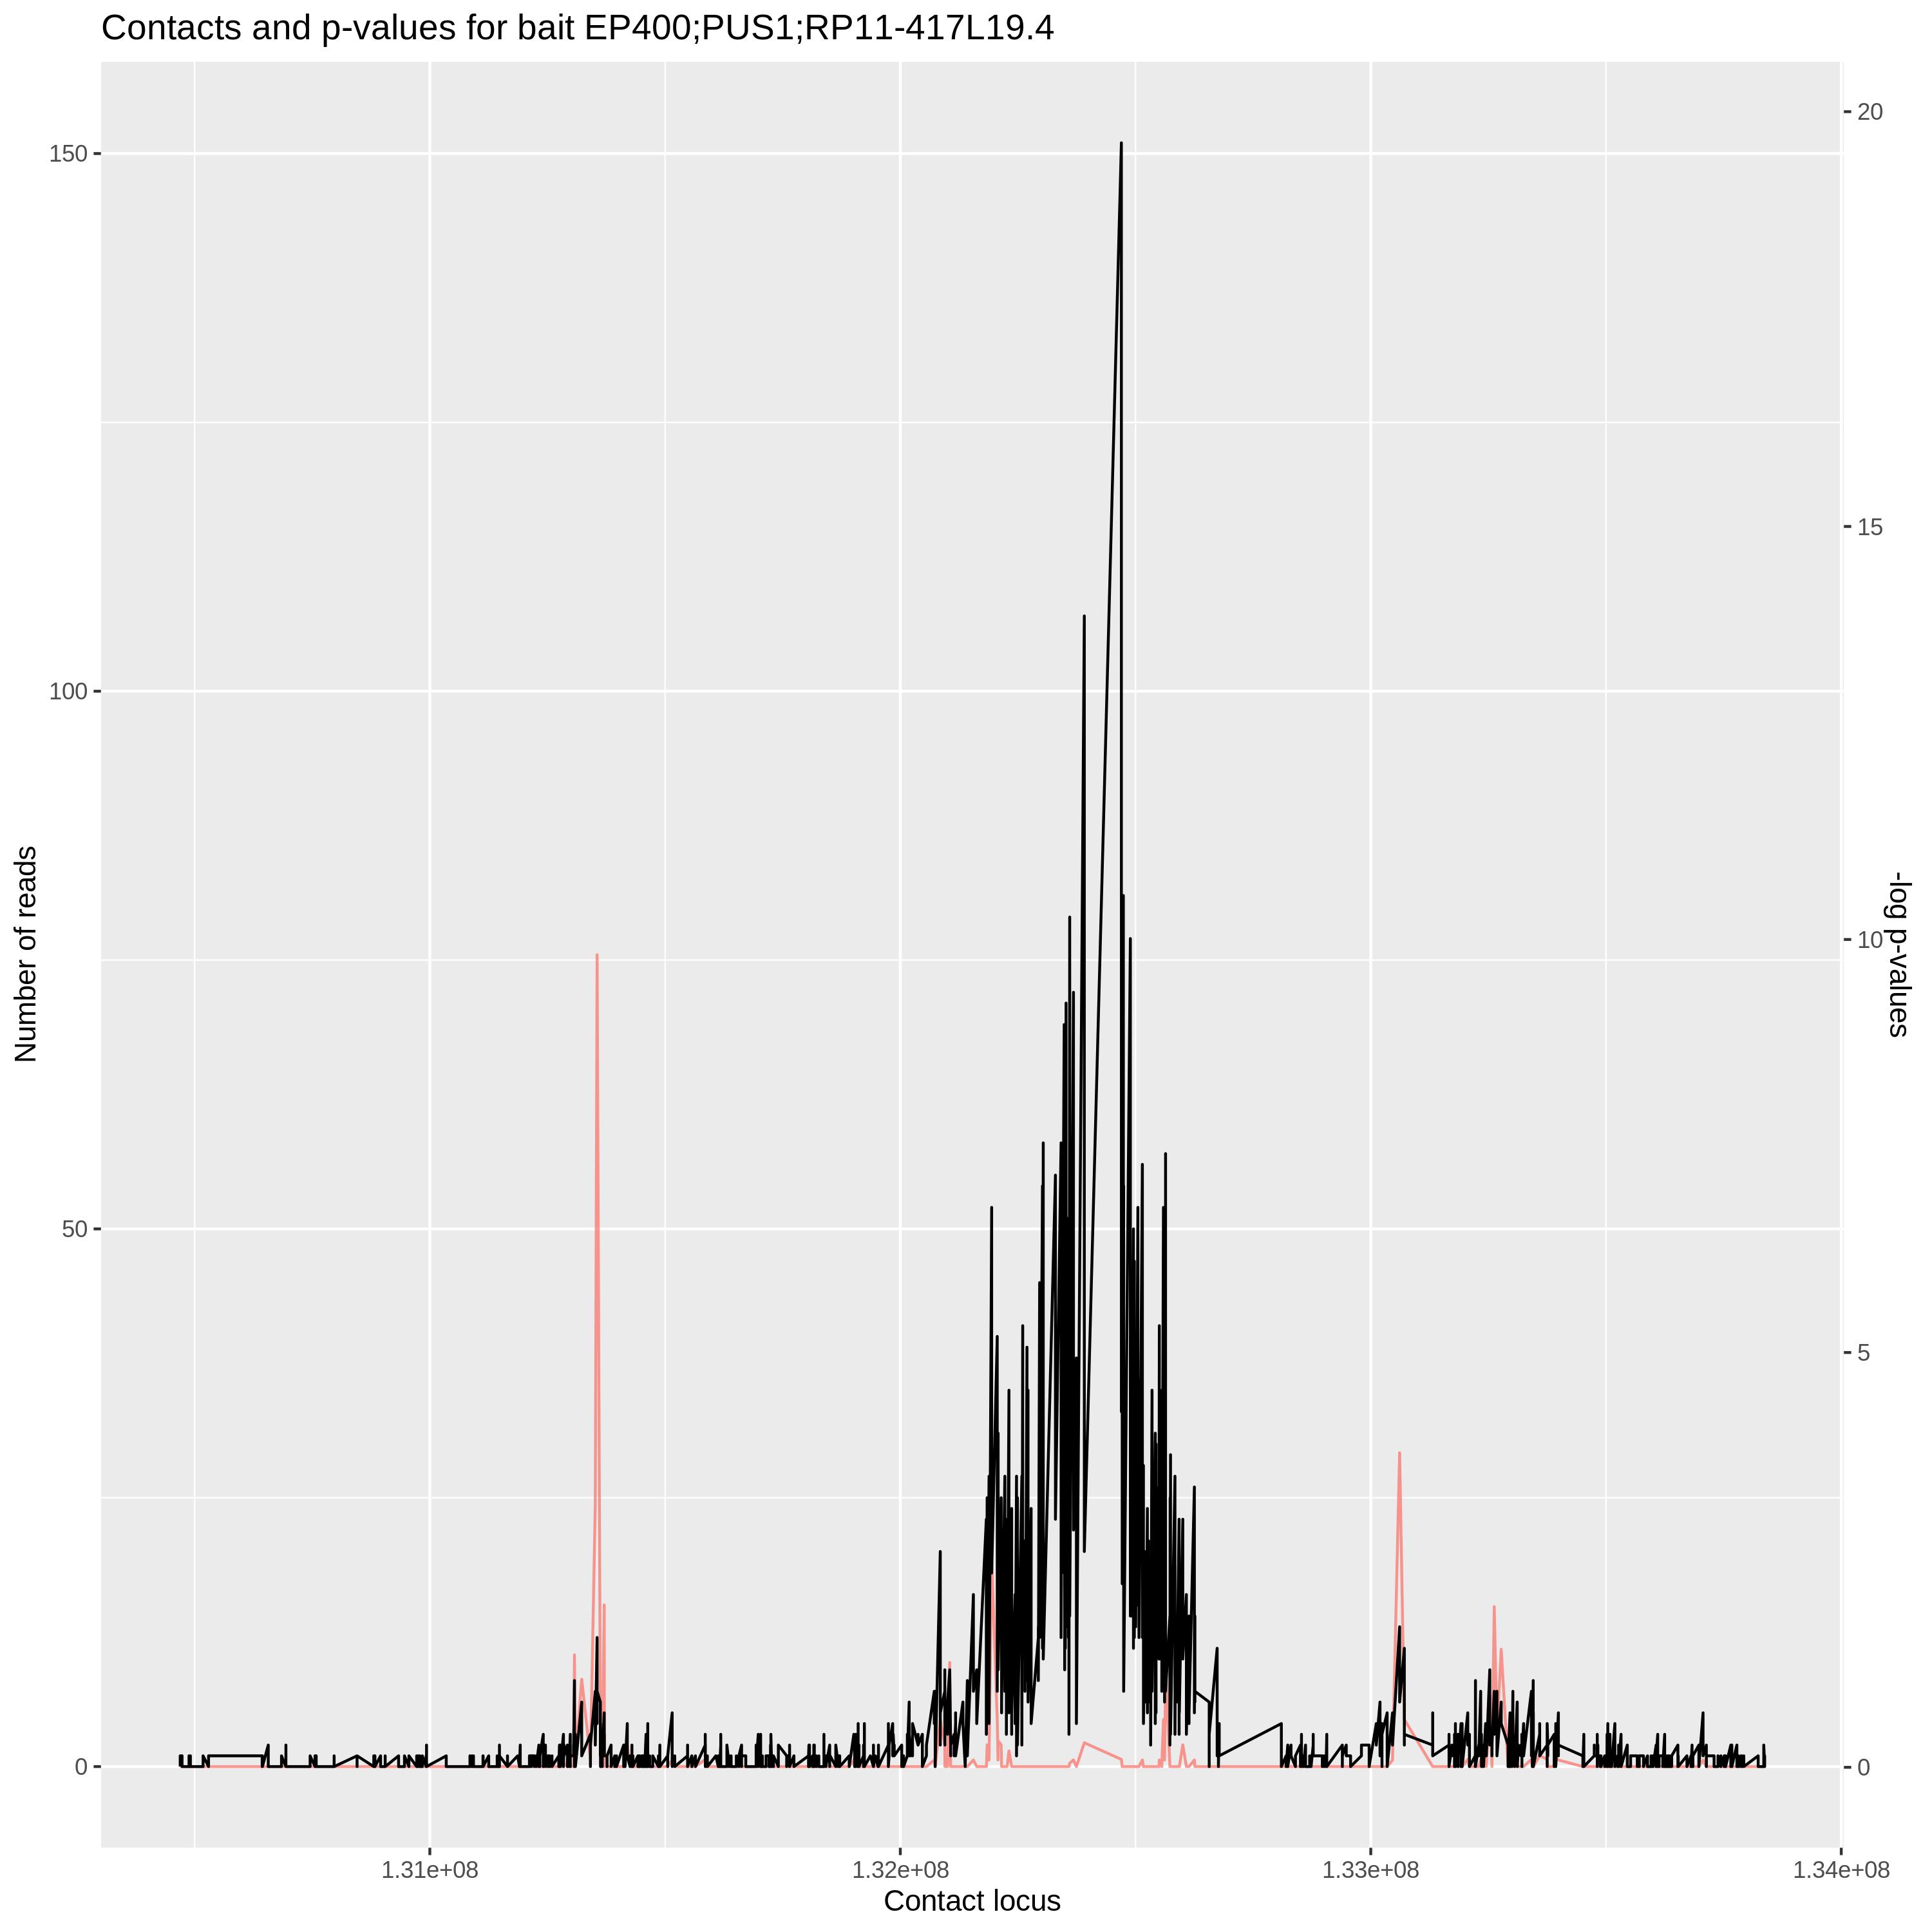 Contacts and p-values for bait EP400;PUS1;RP11-417L19.4
150
100
50
0
Number of reads
20
15
10
5
0
-log p-values
1.31e+08
1.32e+08
1.33e+08
1.34e+08
Contact locus